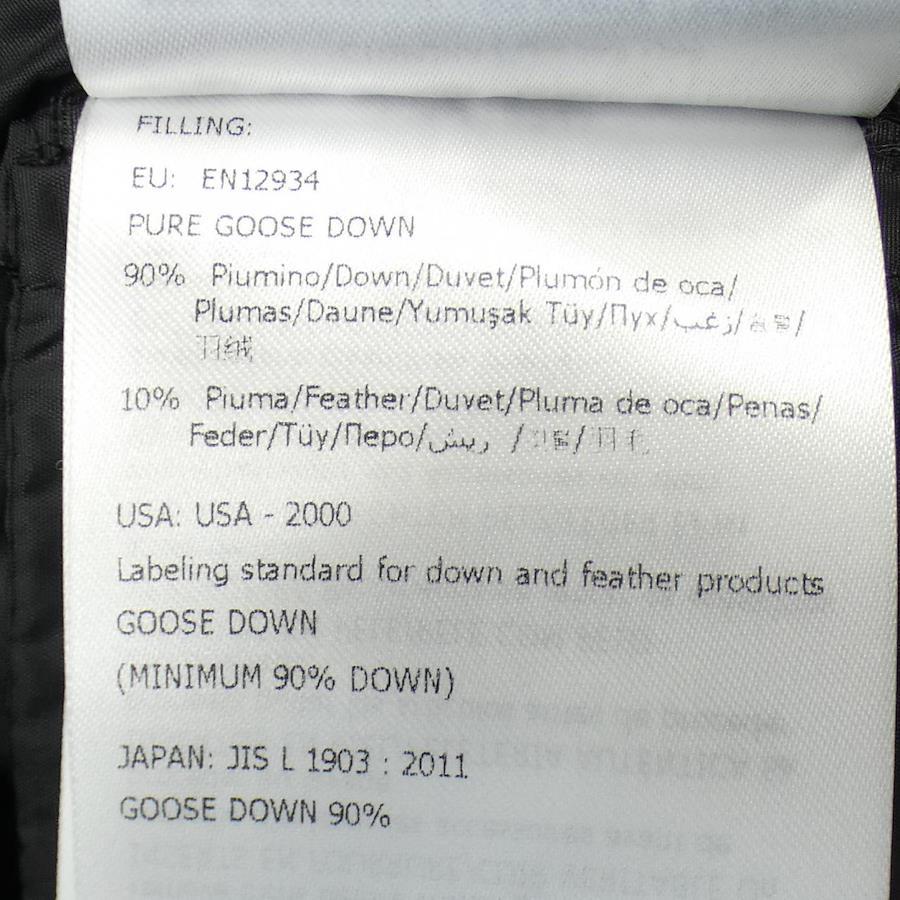 FILLING:
EU: EN12934
PURE GOOSE DOWN
90% Piumino/Down/Duvet/Plumón de oca/
Plumas/Daune/Yumuşak Tüy/Пух/زغب/
羽绒
10% Piuma/Feather/Duvet/Pluma de oca/Penas/
Feder/Tüy/Перо/ريش /羽毛
USA: USA - 2000
Labeling standard for down and feather products
GOOSE DOWN
(MINIMUM 90% DOWN)
JAPAN: JIS L 1903 : 2011
GOOSE DOWN 90%